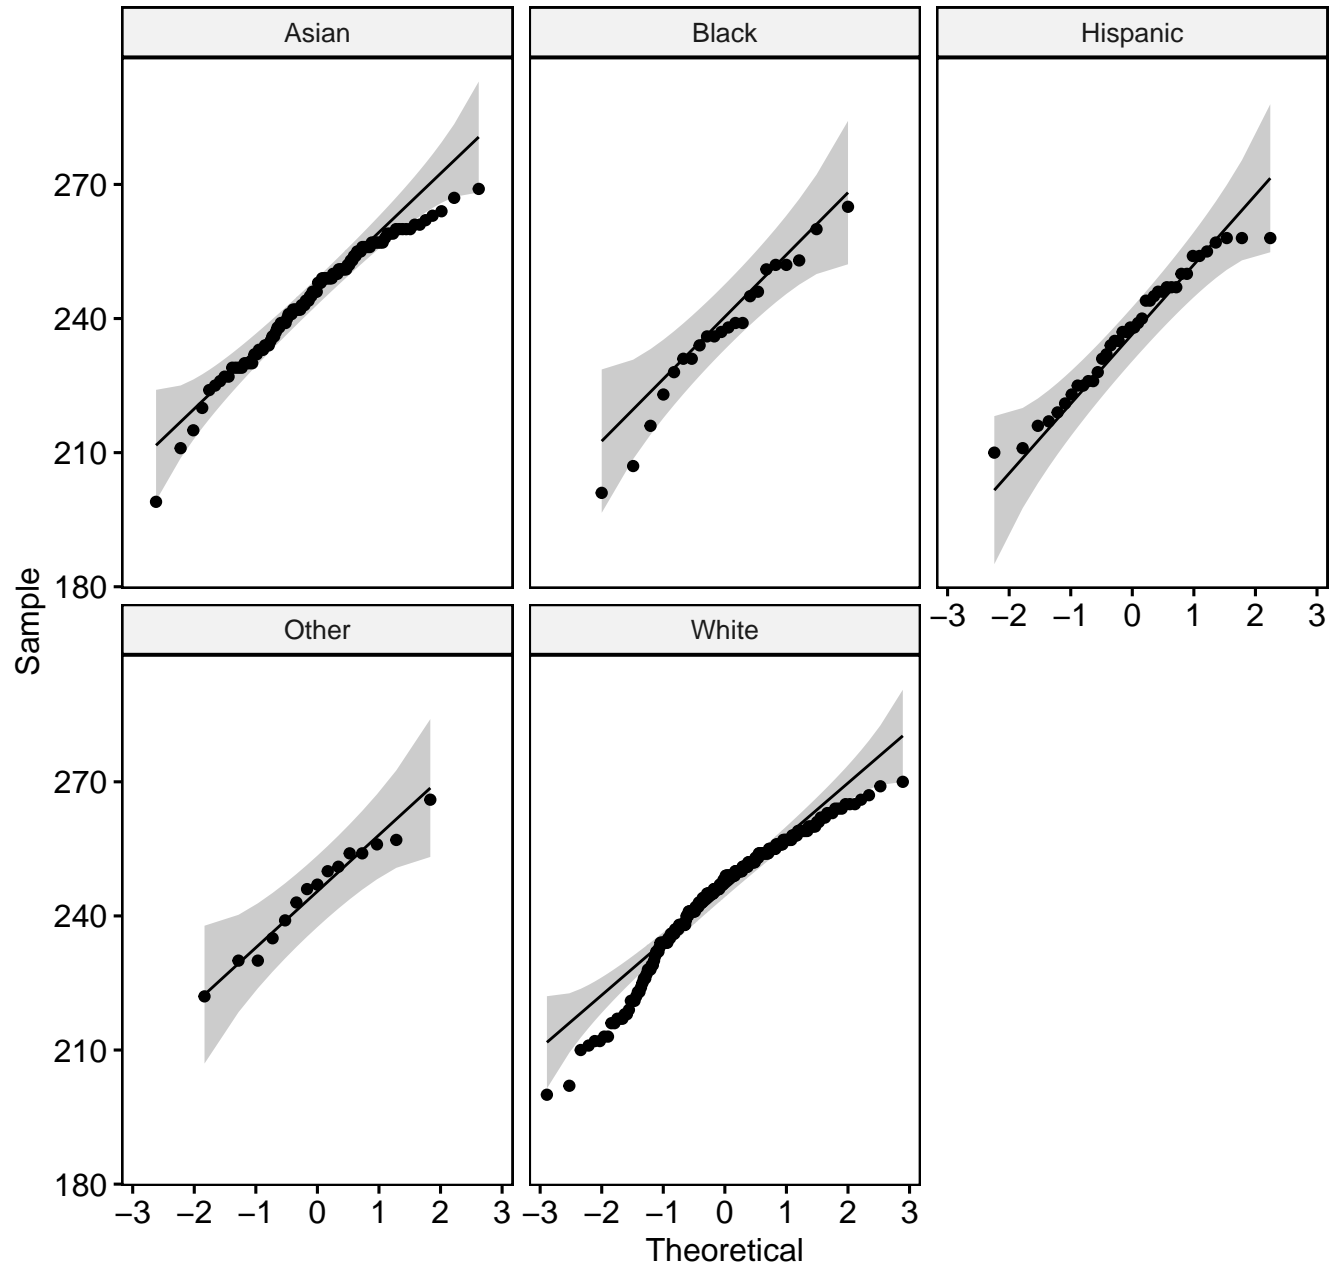 Asian Black Hispanic
270
240
210
180
−3 −2 −1 0 1 2 3
Other White
Sample
270
240
210
180
−3 −2 −1 0 1 2 3 −3 −2 −1 0 1 2 3
Theoretical